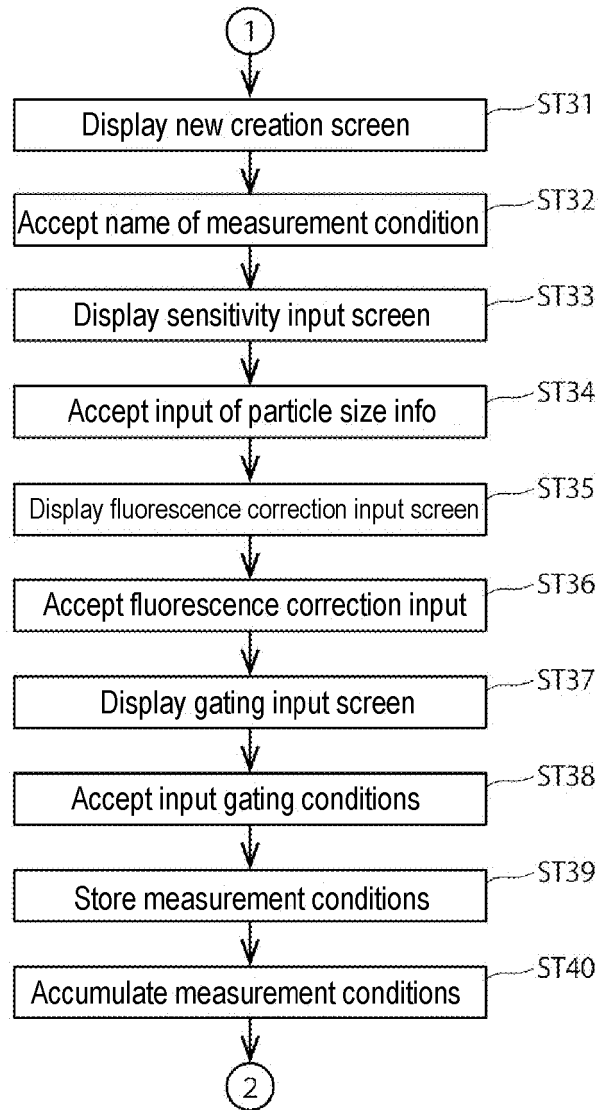 1
Display new creation screen
ST31
Accept name of measurement condition
ST32
Display sensitivity input screen
ST33
Accept input of particle size info
ST34
Display fluorescence correction input screen
ST35
Accept fluorescence correction input
ST36
Display gating input screen
ST37
Accept input gating conditions
ST38
Store measurement conditions
ST39
Accumulate measurement conditions
ST40
2